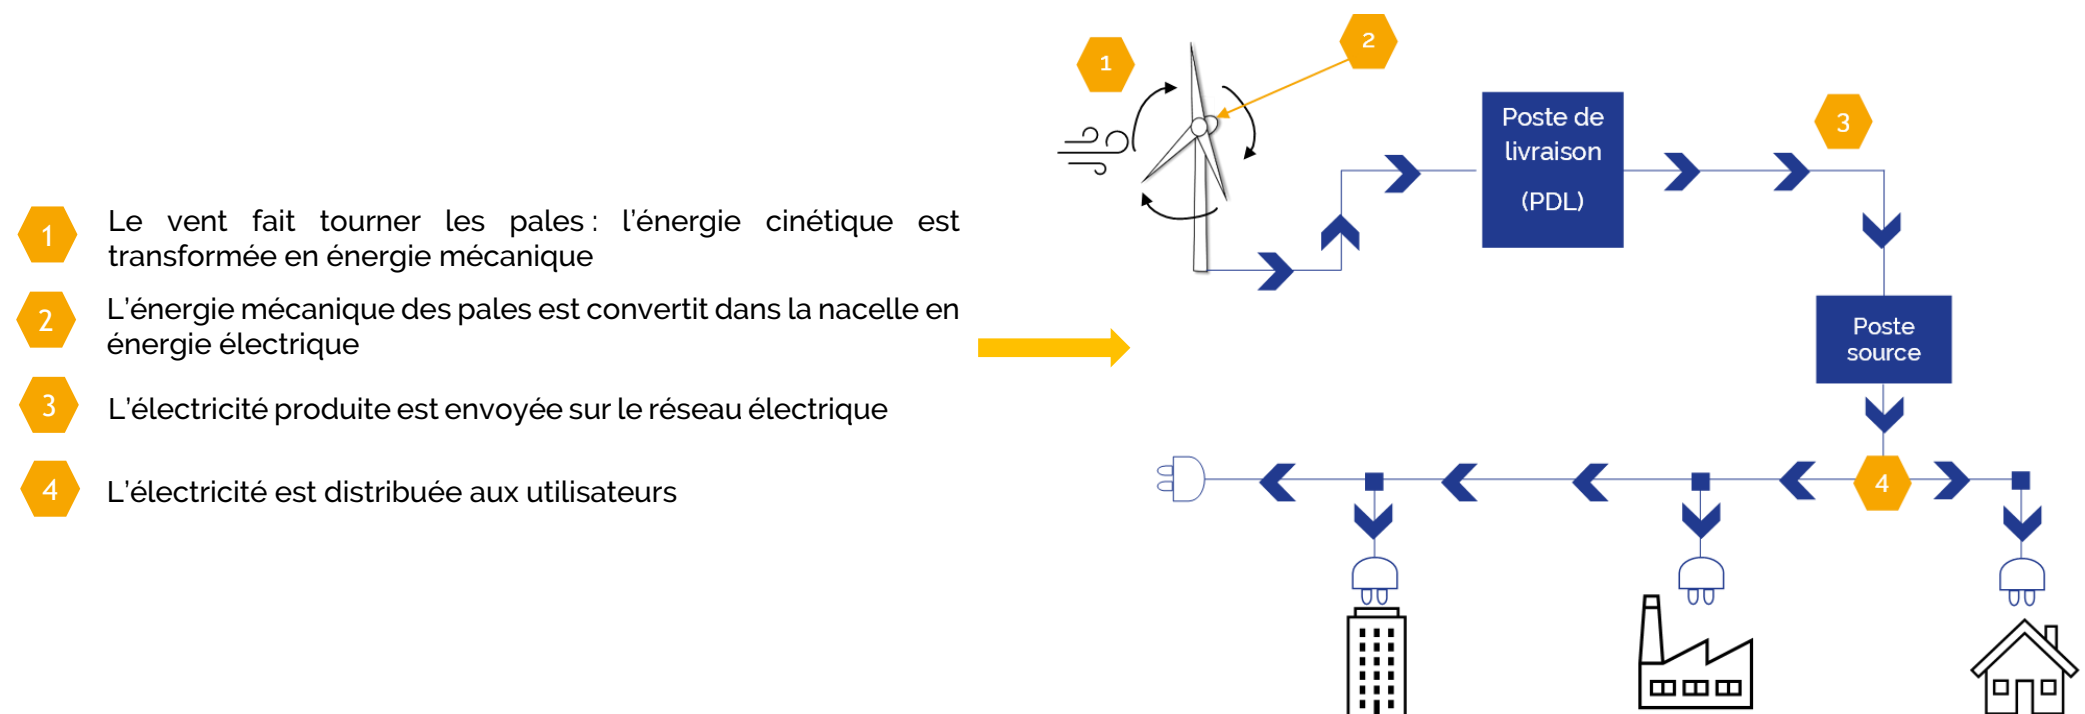 1
Le vent fait tourner les pales : l’énergie cinétique est
transformée en énergie mécanique
2
L’énergie mécanique des pales est convertit dans la nacelle en
énergie électrique
3
L’électricité produite est envoyée sur le réseau électrique
4
L’électricité est distribuée aux utilisateurs
1
2
Poste de
livraison
(PDL)
3
Poste
source
4